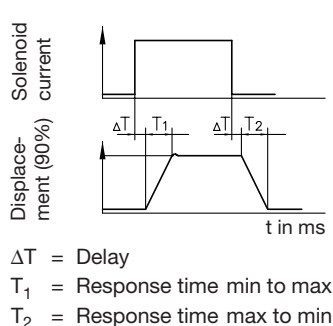 Solenoid
current
ΔT T₁ ΔT T₂
Displace-
ment (90%)
t in ms
ΔT = Delay
T₁ = Response time min to max
T₂ = Response time max to min